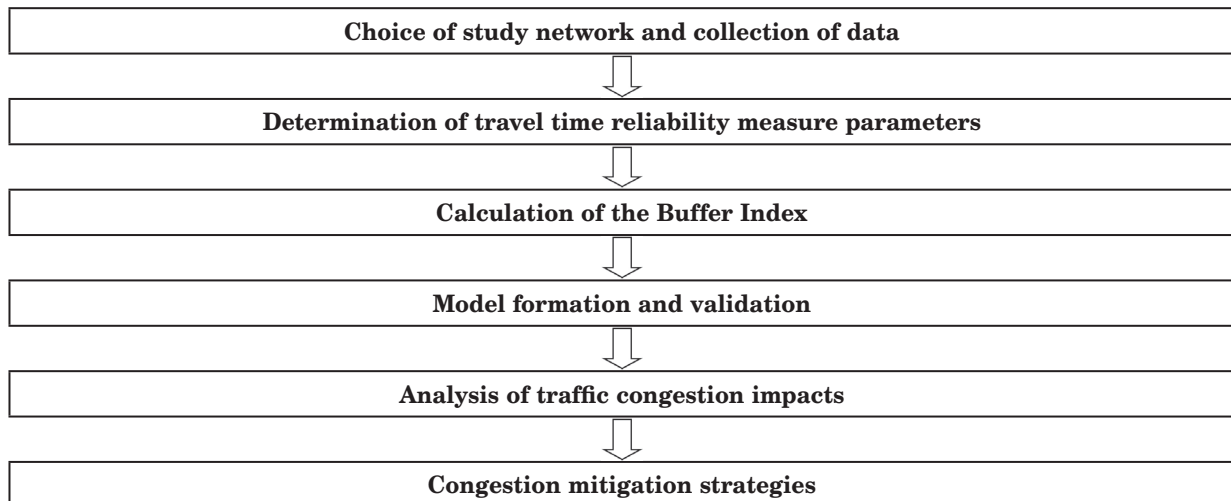 Choice of study network and collection of data
Determination of travel time reliability measure parameters
Calculation of the Buffer Index
Model formation and validation
Analysis of traffic congestion impacts
Congestion mitigation strategies